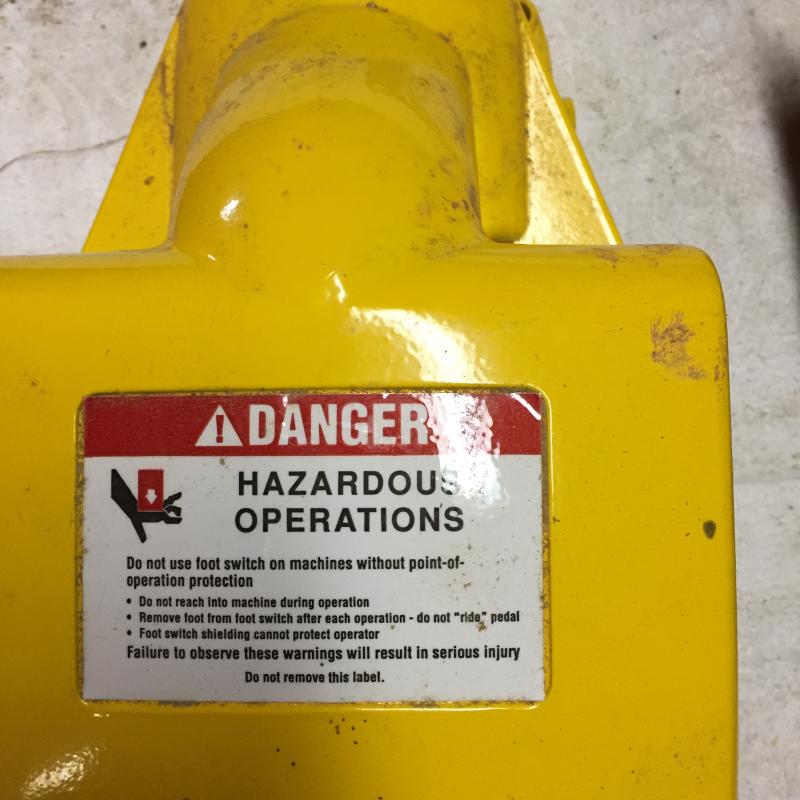 DANGER
HAZARDOUS
OPERATIONS
Do not use foot switch on machines without point-of-
operation protection
• Do not reach into machine during operation
• Remove foot from foot switch after each operation - do not "ride" pedal
• Foot switch shielding cannot protect operator
Failure to observe these warnings will result in serious injury
Do not remove this label.